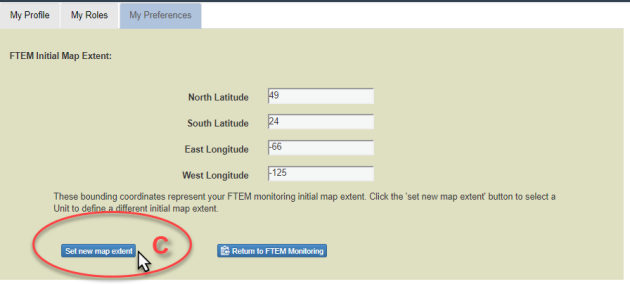 My Profile My Roles My Preferences
FTEM Initial Map Extent:
North Latitude 49
South Latitude 24
East Longitude -66
West Longitude -125
These bounding coordinates represent your FTEM monitoring initial map extent. Click the 'set new map extent' button to select a
Unit to define a different initial map extent.
Set new map extent C Return to FTEM Monitoring